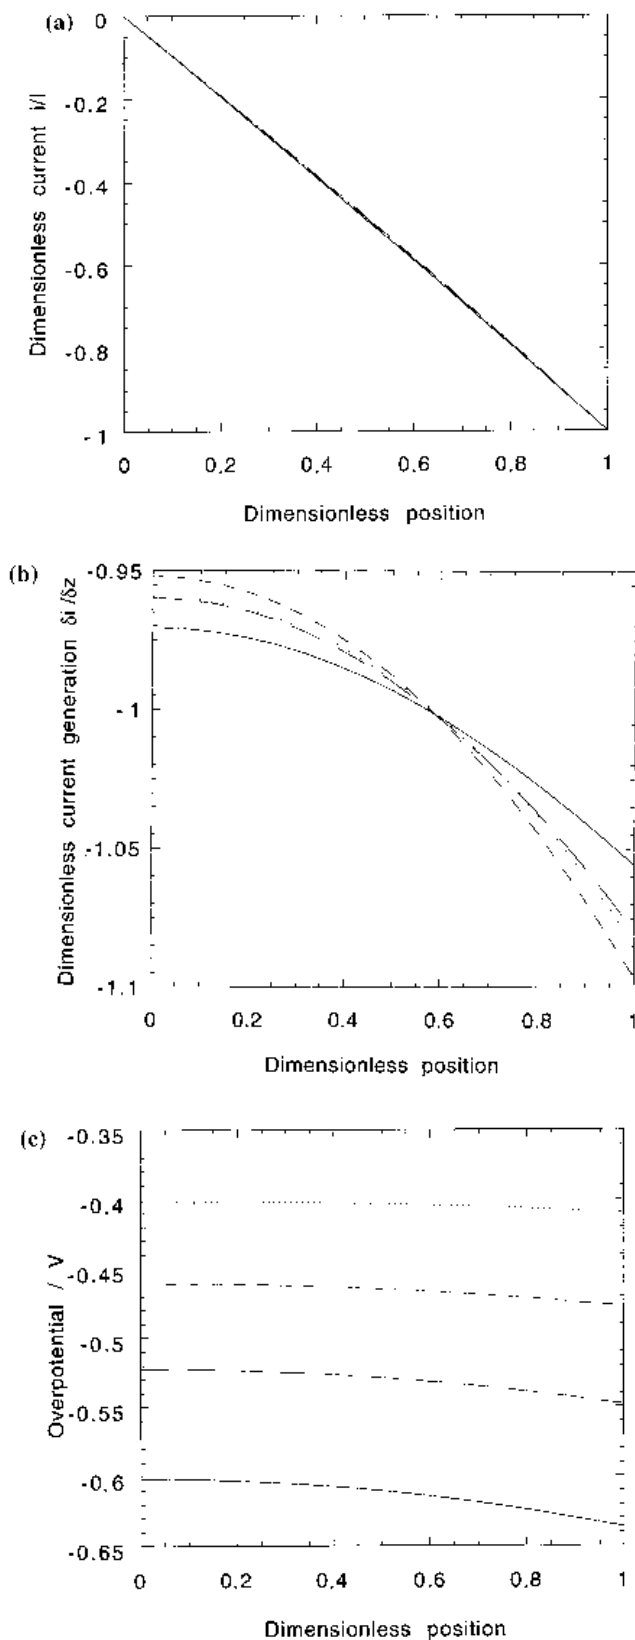 (a)
0
-0.2
-0.4
-0.6
-0.8
-1
Dimensionless current i/I
0 0.2 0.4 0.6 0.8 1
Dimensionless position
(b)
-0.95
-1
-1.05
-1.1
Dimensionless current generation δi/δz
0 0.2 0.4 0.6 0.8 1
Dimensionless position
(c)
-0.35
-0.4
-0.45
-0.5
-0.55
-0.6
-0.65
Overpotential / V
0 0.2 0.4 0.6 0.8 1
Dimensionless position